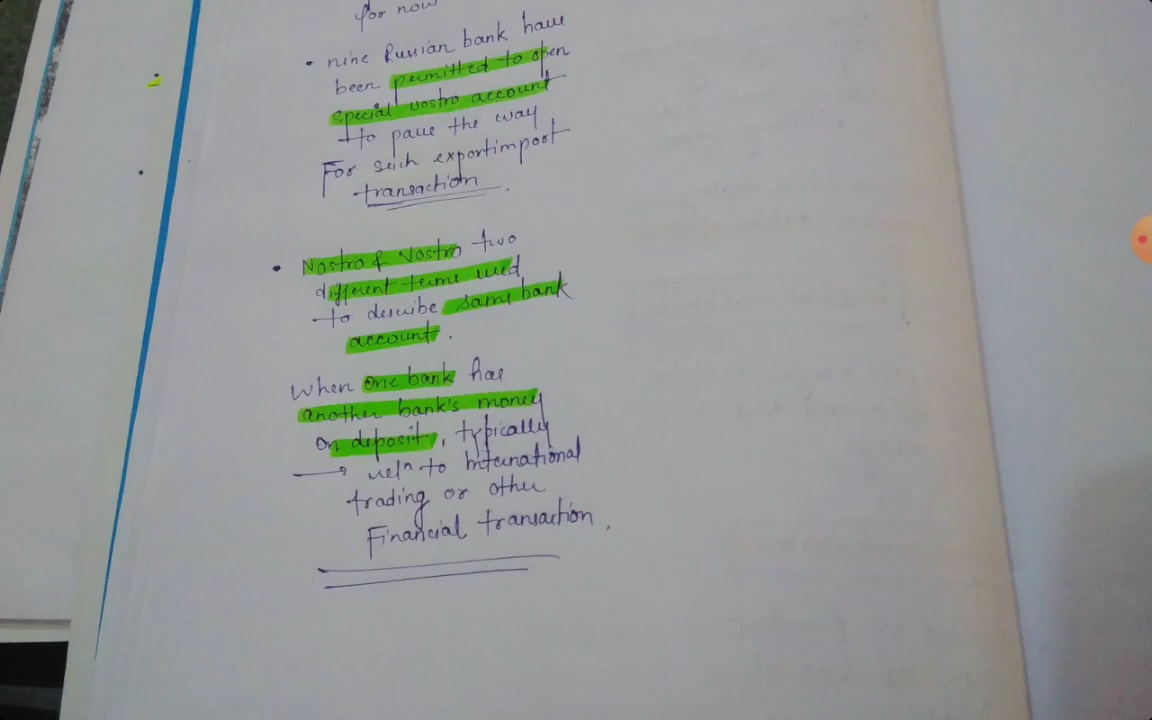 for now
• nine Russian bank have
been permitted to open
special vostro account
to pave the way
For such exportimport
transaction.
• Nostro & Vostro two
different terms used
to describe same bank
account.
When one bank has
another bank's money
on deposit, typically
→ relⁿ to International
trading or other
Financial transaction.